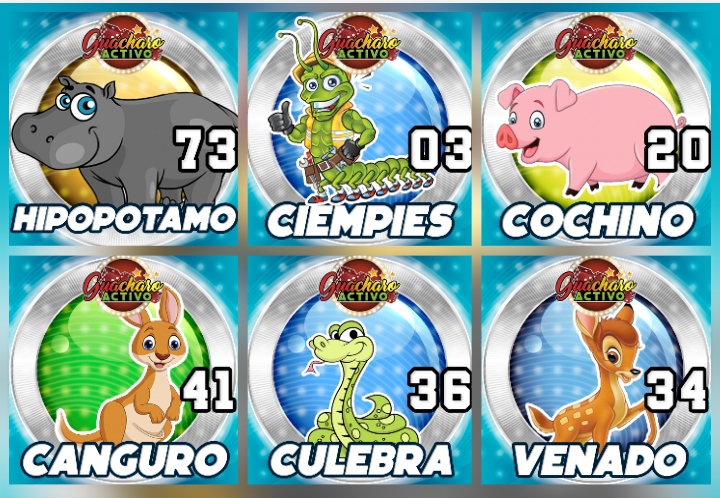 Guácharo
ACTIVO
73
HIPOPOTAMO
Guácharo
ACTIVO
03
CIEMPIES
Guácharo
ACTIVO
20
COCHINO
Guácharo
ACTIVO
41
CANGURO
Guácharo
ACTIVO
36
CULEBRA
Guácharo
ACTIVO
34
VENADO